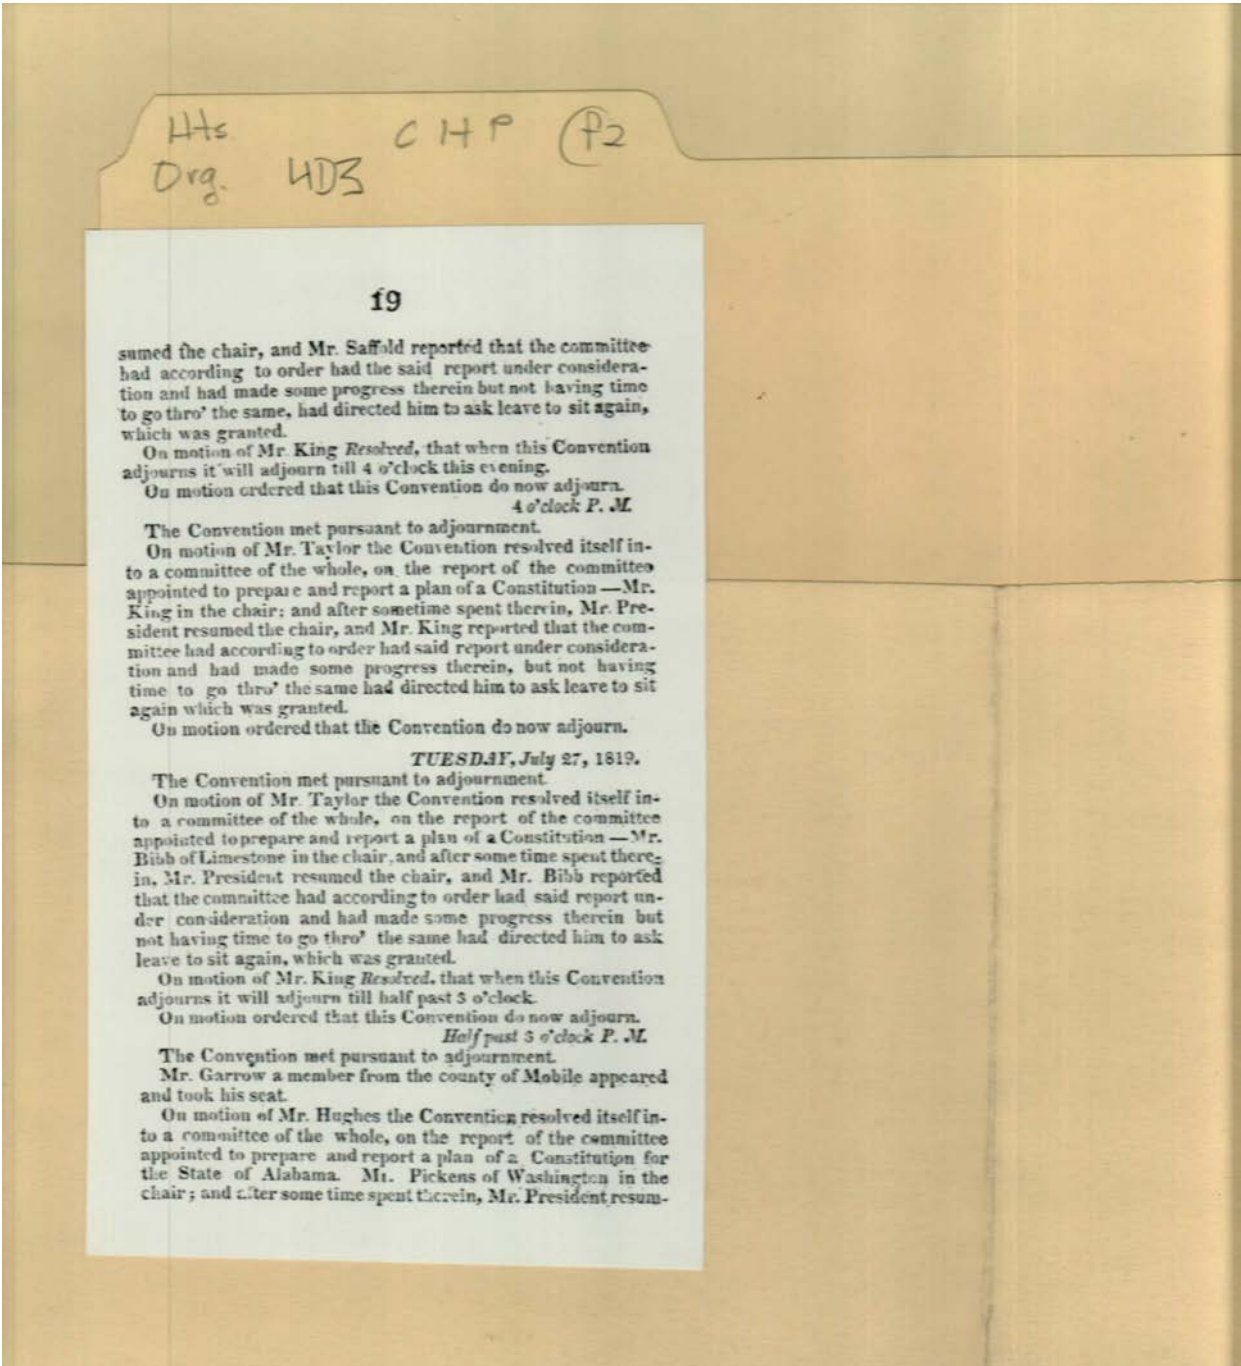 Hts. CHP P2
Org. HD3
19
sumed the chair, and Mr. Saffold reported that the committee
had according to order had the said report under considera-
tion and had made some progress therein but not having time
to go thro' the same, had directed him to ask leave to sit again,
which was granted.
On motion of Mr. King Resolved, that when this Convention
adjourns it will adjourn till 4 o'clock this evening.
On motion ordered that this Convention do now adjourn.
4 o'clock P. M.
The Convention met pursuant to adjournment.
On motion of Mr. Taylor the Convention resolved itself in-
to a committee of the whole, on the report of the committee
appointed to prepare and report a plan of a Constitution—Mr.
King in the chair; and after sometime spent therein, Mr. Pre-
sident resumed the chair, and Mr. King reported that the com-
mittee had according to order had said report under considera-
tion and had made some progress therein, but not having
time to go thro' the same had directed him to ask leave to sit
again which was granted.
On motion ordered that the Convention do now adjourn.
TUESDAY, July 27, 1819.
The Convention met pursuant to adjournment.
On motion of Mr. Taylor the Convention resolved itself in-
to a committee of the whole, on the report of the committee
appointed to prepare and report a plan of a Constitution—Mr.
Bibb of Limestone in the chair, and after some time spent there-
in, Mr. President resumed the chair, and Mr. Bibb reported
that the committee had according to order had said report un-
der consideration and had made some progress therein but
not having time to go thro' the same had directed him to ask
leave to sit again, which was granted.
On motion of Mr. King Resolved, that when this Convention
adjourns it will adjourn till half past 3 o'clock.
On motion ordered that this Convention do now adjourn.
Half past 3 o'clock P. M.
The Convention met pursuant to adjournment.
Mr. Garrow a member from the county of Mobile appeared
and took his seat.
On motion of Mr. Hughes the Convention resolved itself in-
to a committee of the whole, on the report of the committee
appointed to prepare and report a plan of a Constitution for
the State of Alabama. Mr. Pickens of Washington in the
chair; and after some time spent therein, Mr. President resum-